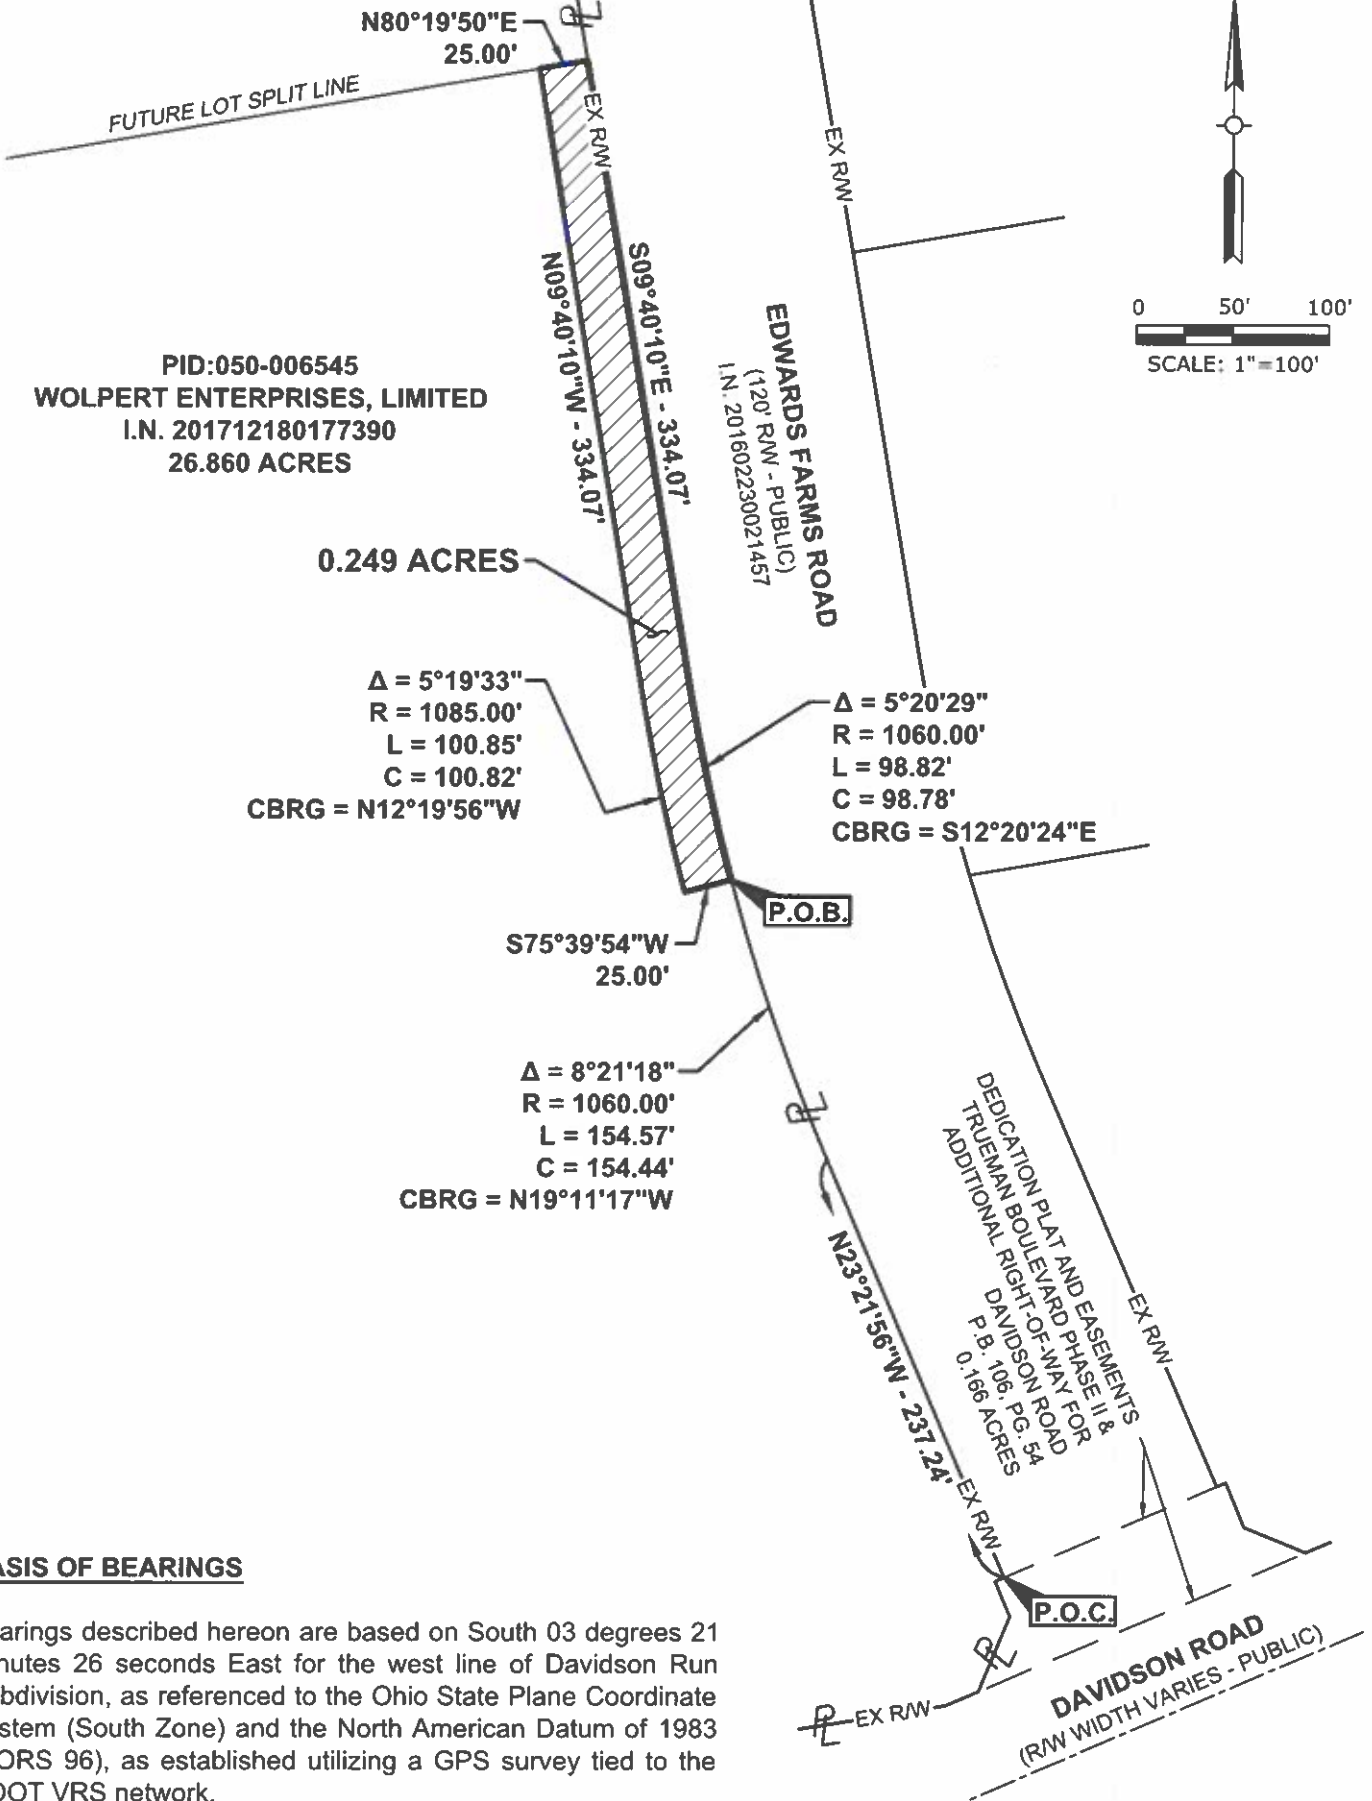 N80°19'50"E
25.00'
PL
FUTURE LOT SPLIT LINE
EX R/W
EX R/W
0 50' 100'
SCALE: 1"=100'
N09°40'10"W - 334.07'
S09°40'10"E - 334.07'
EDWARDS FARMS ROAD
(120' R/W - PUBLIC)
I.N. 201602230021457
PID:050-006545
WOLPERT ENTERPRISES, LIMITED
I.N. 201712180177390
26.860 ACRES
0.249 ACRES
Δ = 5°19'33"
R = 1085.00'
L = 100.85'
C = 100.82'
CBRG = N12°19'56"W
Δ = 5°20'29"
R = 1060.00'
L = 98.82'
C = 98.78'
CBRG = S12°20'24"E
P.O.B.
S75°39'54"W
25.00'
Δ = 8°21'18"
R = 1060.00'
L = 154.57'
C = 154.44'
CBRG = N19°11'17"W
PL
N23°21'56"W - 237.24'
EX R/W
DEDICATION PLAT AND EASEMENTS
TRUEMAN BOULEVARD PHASE II &
ADDITIONAL RIGHT-OF-WAY FOR
DAVIDSON ROAD
P.B. 106, PG. 54
0.166 ACRES
EX R/W
P.O.C.
PL
PL
EX R/W
DAVIDSON ROAD
(R/W WIDTH VARIES - PUBLIC)
ASIS OF BEARINGS
arings described hereon are based on South 03 degrees 21
nutes 26 seconds East for the west line of Davidson Run
bdivision, as referenced to the Ohio State Plane Coordinate
stem (South Zone) and the North American Datum of 1983
ORS 96), as established utilizing a GPS survey tied to the
DOT VRS network.